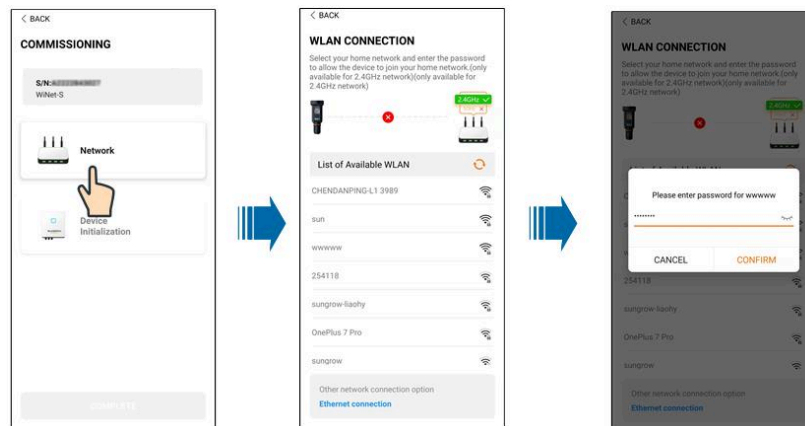 < BACK
COMMISSIONING
S/N:
WiNet-S
Network
Device
Initialization
COMPLETE
< BACK
WLAN CONNECTION
Select your home network and enter the password
to allow the device to join your home network.(only
available for 2.4GHz network)(only available for
2.4GHz network)
2.4GHz
List of Available WLAN
CHENDANPING-L1 3989
sun
wwwww
254118
sungrow-liaohy
OnePlus 7 Pro
sungrow
Other network connection option
Ethernet connection
< BACK
WLAN CONNECTION
Select your home network and enter the password
to allow the device to join your home network.(only
available for 2.4GHz network)(only available for
2.4GHz network)
2.4GHz
Please enter password for wwwww
........
CANCEL
CONFIRM
254118
sungrow-liaohy
OnePlus 7 Pro
sungrow
Other network connection option
Ethernet connection